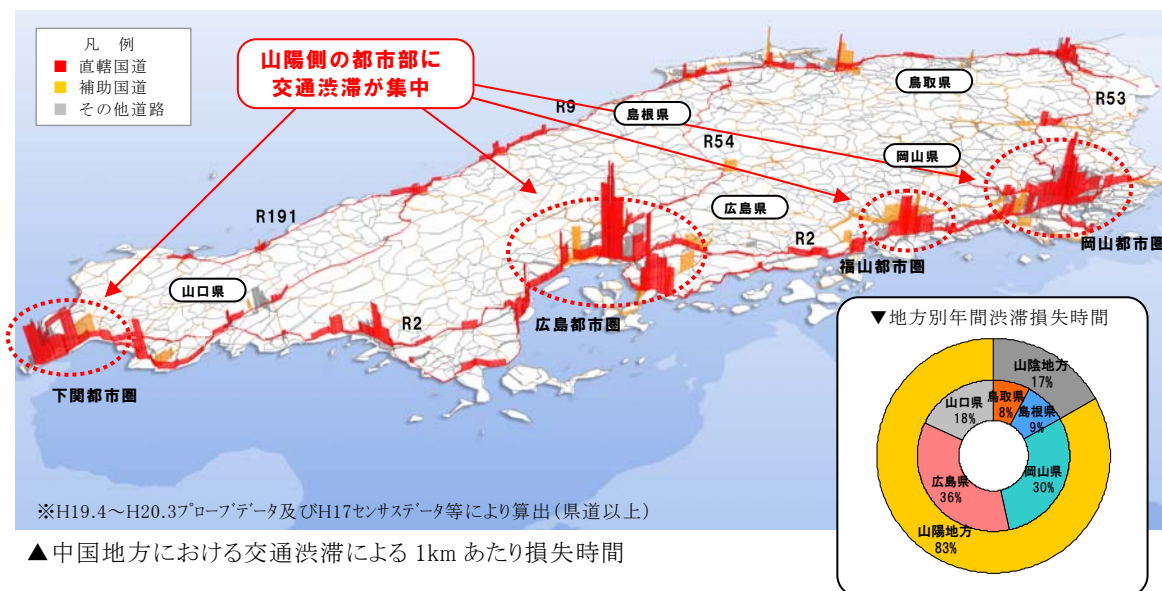 凡 例
直轄国道
補助国道
その他道路
山陽側の都市部に
交通渋滞が集中
鳥取県
R9
島根県
R53
R54
岡山県
R191
広島県
R2
岡山都市圏
福山都市圏
山口県
R2
広島都市圏
下関都市圏
▼地方別年間渋滞損失時間
山陰地方
17%
鳥取県
8%
島根県
9%
山口県
18%
岡山県
30%
広島県
36%
山陽地方
83%
※H19.4～H20.3プローブデータ及びH17センサスデータ等により算出(県道以上)
▲中国地方における交通渋滞による 1km あたり損失時間